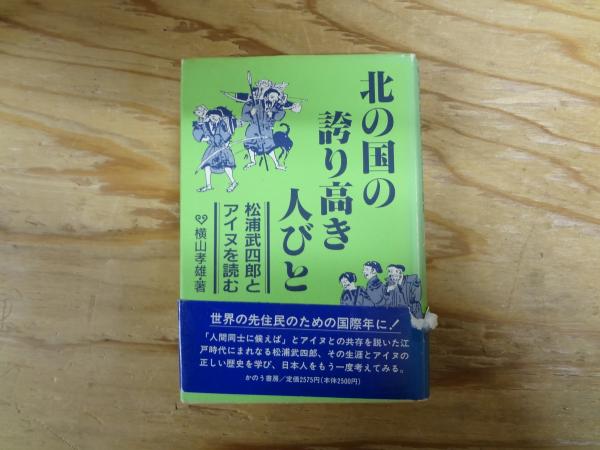 北の国の
誇り高き
人びと
松浦武四郎と
アイヌを読む
横山孝雄・著
世界の先住民のための国際年に!
「人間同士に候えば」とアイヌとの共存を説いた江
戸時代にまれなる松浦武四郎、その生涯とアイヌの
正しい歴史を学び、日本人をもう一度考えてみる。
かのう書房/定価2575円(本体2500円)